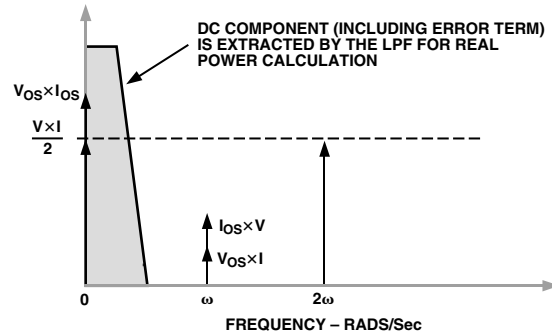 DC COMPONENT (INCLUDING ERROR TERM)
IS EXTRACTED BY THE LPF FOR REAL
POWER CALCULATION
VOS×IOS
V×I
2
IOS×V
VOS×I
0 ω 2ω
FREQUENCY – RADS/Sec